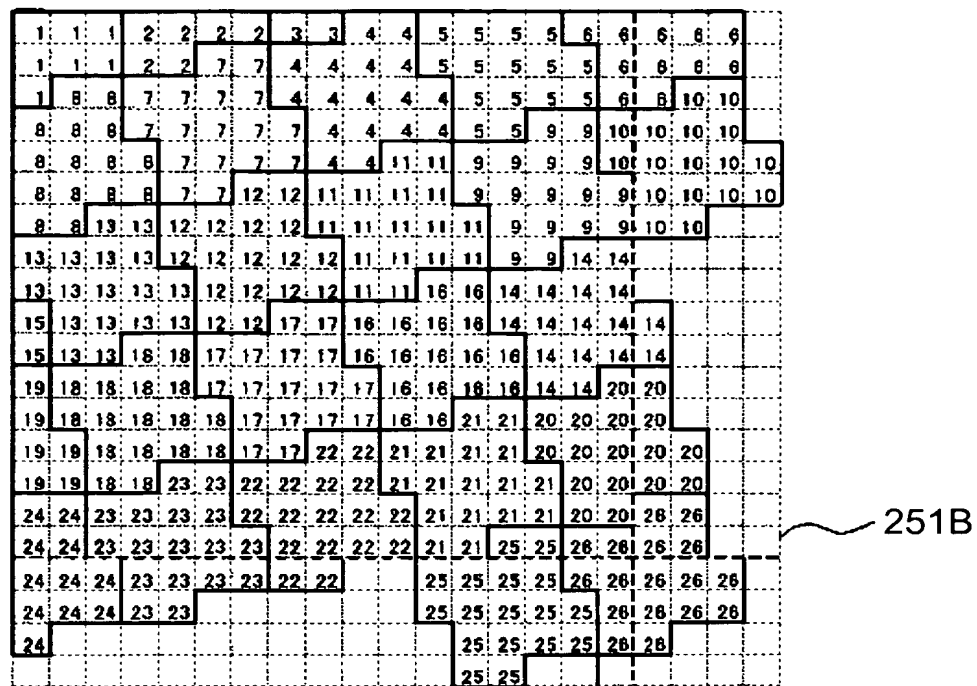 1 1 1 2 2 2 2 3 3 4 4 5 5 5 5 6 6 6 6 6
1 1 1 2 2 7 7 4 4 4 4 5 5 5 5 5 6 6 6 6
1 8 8 7 7 7 7 4 4 4 4 4 5 5 5 5 6 6 10 10
8 8 8 7 7 7 7 7 4 4 4 4 5 5 9 9 10 10 10 10
8 8 8 8 7 7 7 7 4 4 11 11 9 9 9 9 10 10 10 10 10
8 8 8 8 7 7 12 12 11 11 11 11 9 9 9 9 9 10 10 10 10
8 8 13 13 12 12 12 12 11 11 11 11 11 9 9 9 9 10 10
13 13 13 13 12 12 12 12 12 11 11 11 11 9 9 14 14
13 13 13 13 13 12 12 12 12 11 11 16 16 14 14 14 14
15 13 13 13 13 12 12 17 17 16 16 16 16 14 14 14 14 14
15 13 13 18 18 17 17 17 17 16 16 16 16 16 14 14 14 14
19 18 18 18 18 17 17 17 17 17 16 16 16 16 14 14 20 20
19 18 18 18 18 18 17 17 17 17 16 16 21 21 20 20 20 20
19 19 18 18 18 18 17 17 22 22 21 21 21 21 20 20 20 20 20
19 19 18 18 23 23 22 22 22 22 21 21 21 21 21 20 20 20 20
24 24 23 23 23 23 22 22 22 22 22 21 21 21 21 20 20 26 26
251B
24 24 23 23 23 23 23 22 22 22 22 21 21 25 25 26 26 26 26
24 24 24 23 23 23 23 22 22 25 25 25 25 26 26 26 26 26
24 24 24 23 23 25 25 25 25 25 26 26 26 26
24 25 25 25 25 26 26
25 25